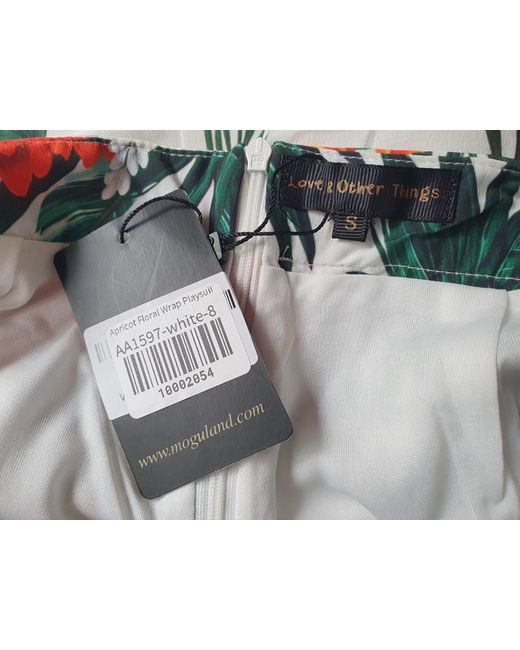 Love & Other Things
S
Apricot Floral Wrap Playsuit
AA1597-white-8
10002054
www.moguland.com